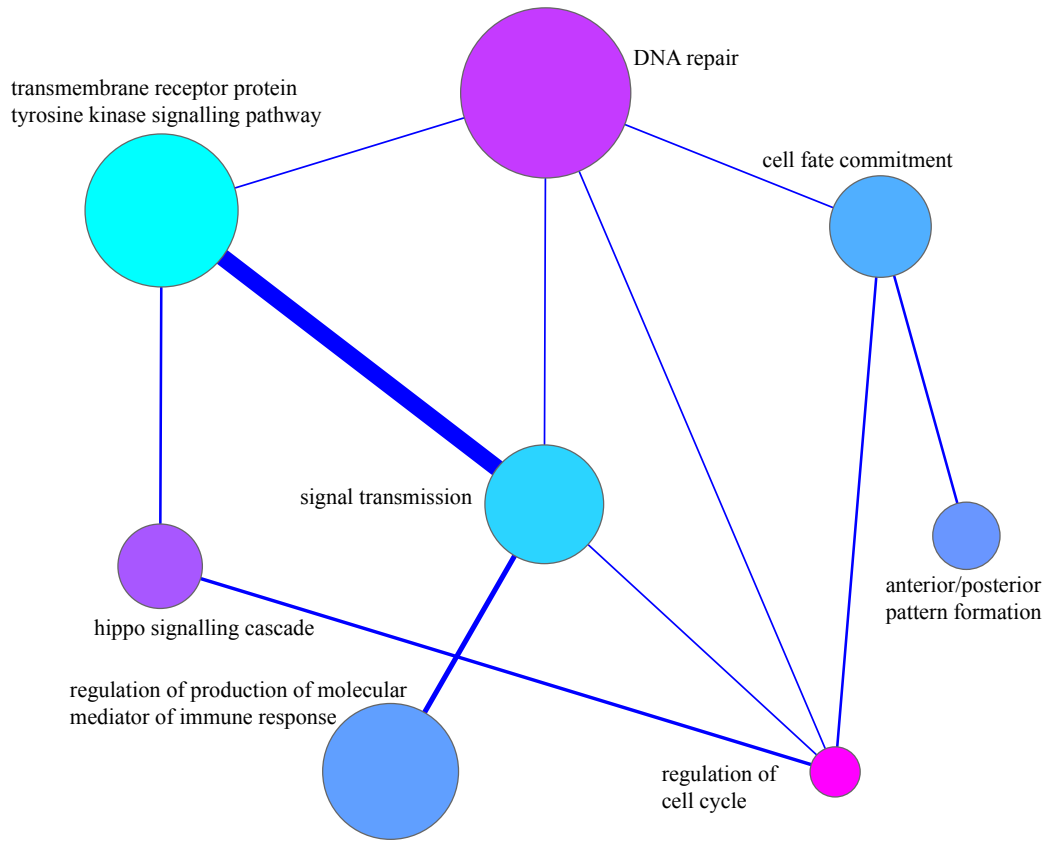 DNA repair
transmembrane receptor protein
tyrosine kinase signalling pathway
cell fate commitment
signal transmission
anterior/posterior
pattern formation
hippo signalling cascade
regulation of production of molecular
mediator of immune response
regulation of
cell cycle